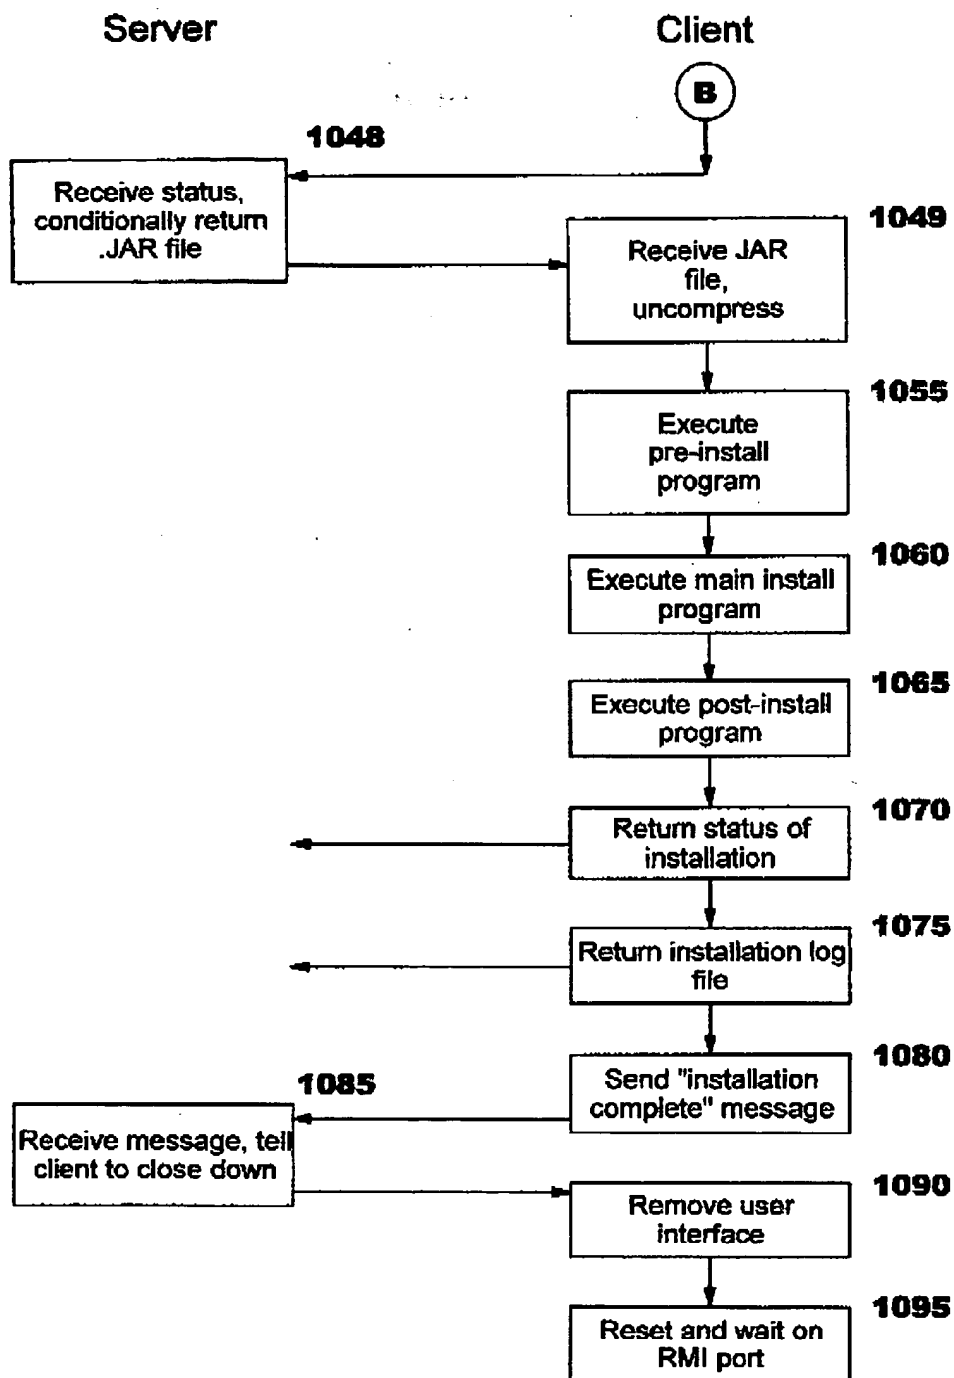 Server
Client
B
1048
Receive status,
conditionally return
.JAR file
1049
Receive JAR
file,
uncompress
1055
Execute
pre-install
program
1060
Execute main install
program
1065
Execute post-install
program
1070
Return status of
installation
1075
Return installation log
file
1080
Send "installation
complete" message
1085
Receive message, tell
client to close down
1090
Remove user
interface
1095
Reset and wait on
RMI port